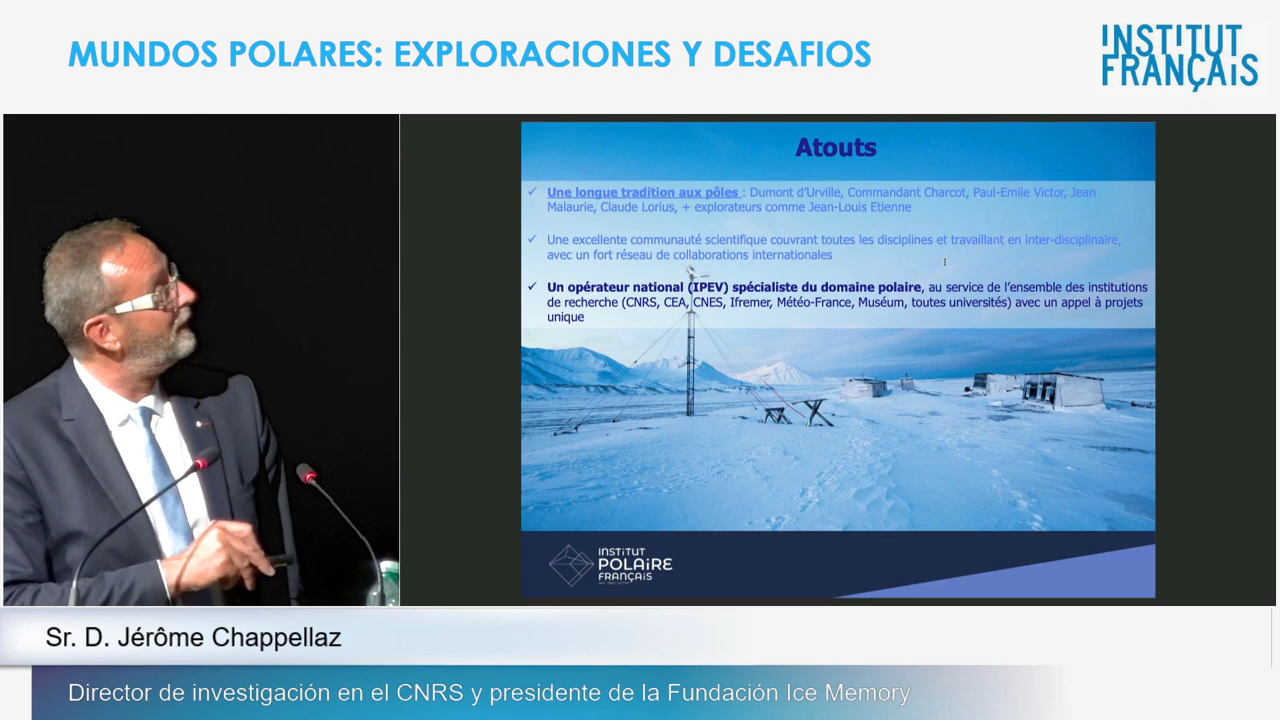 MUNDOS POLARES: EXPLORACIONES Y DESAFIOS
INSTITUT
FRANÇAiS
Atouts
✓ Une longue tradition aux pôles : Dumont d'Urville, Commandant Charcot, Paul-Emile Victor, Jean
Malaurie, Claude Lorius, + explorateurs comme Jean-Louis Etienne
✓ Une excellente communauté scientifique couvrant toutes les disciplines et travaillant en inter-disciplinaire,
avec un fort réseau de collaborations internationales
✓ Un opérateur national (IPEV) spécialiste du domaine polaire, au service de l'ensemble des institutions
de recherche (CNRS, CEA, CNES, Ifremer, Météo-France, Muséum, toutes universités) avec un appel à projets
unique
INSTiTUT
POLAiRE
FRANÇAiS
Sr. D. Jérôme Chappellaz
Director de investigación en el CNRS y presidente de la Fundación Ice Memory